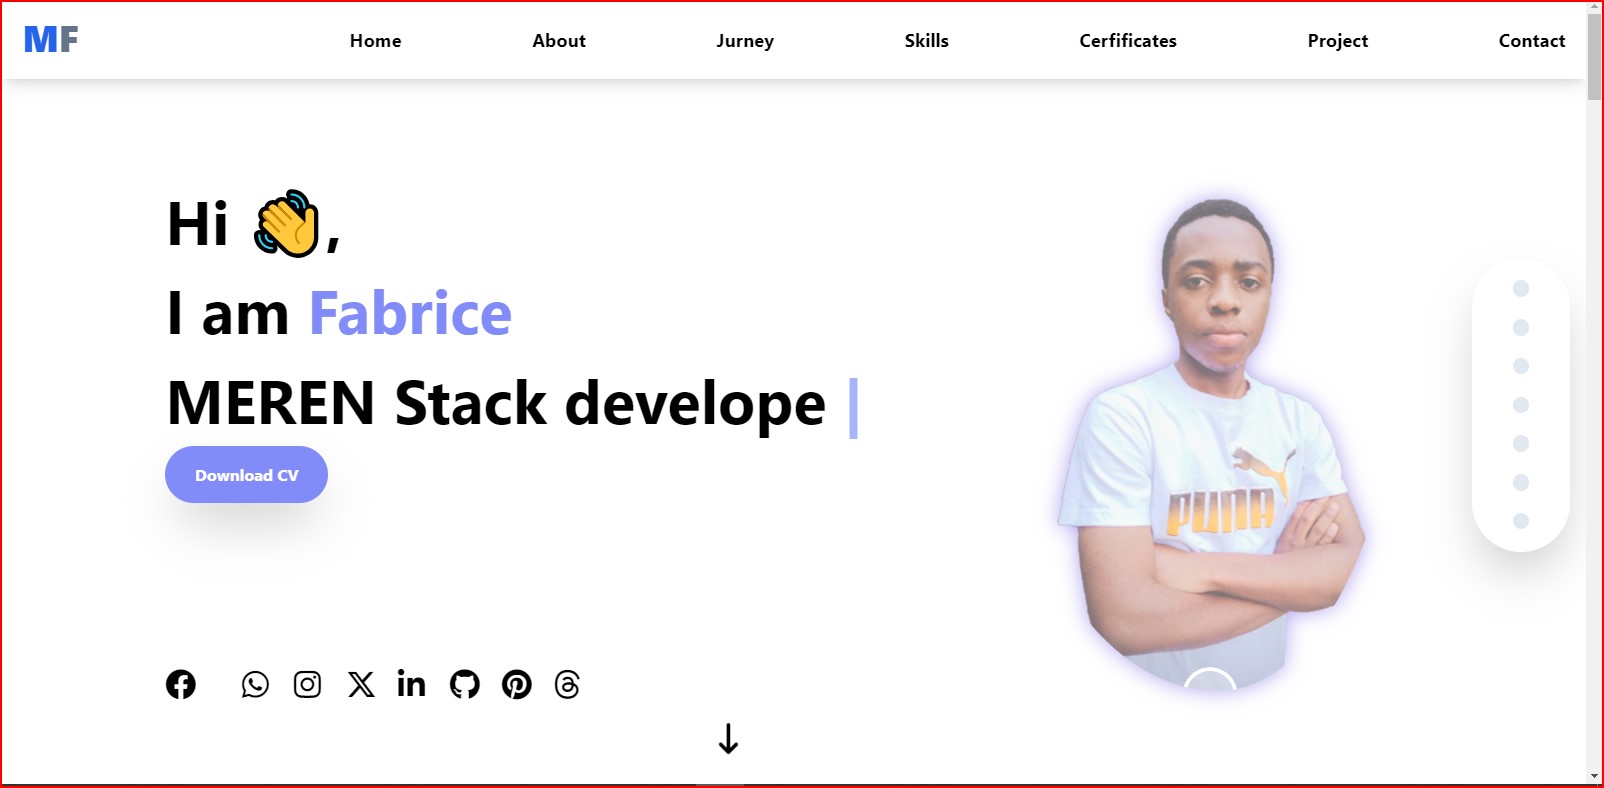 MF Home About Jurney Skills Cerfificates Project Contact
Hi 👋,
I am Fabrice
MEREN Stack develope |
Download CV
PUMA